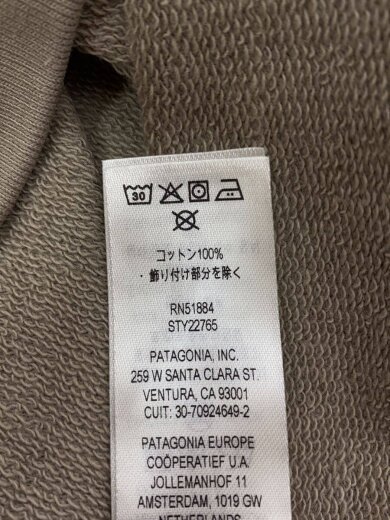 30
コットン100%
・飾り付け部分を除く
RN51884
STY22765
PATAGONIA, INC.
259 W SANTA CLARA ST.
VENTURA, CA 93001
CUIT: 30-70924649-2
PATAGONIA EUROPE
COÖPERATIEF U.A.
JOLLEMANHOF 11
AMSTERDAM, 1019 GW
NETHERLANDS